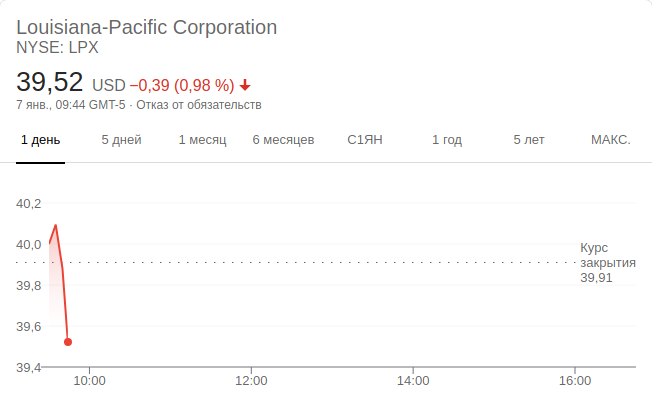 Louisiana-Pacific Corporation
NYSE: LPX
39,52 USD −0,39 (0,98 %)
7 янв., 09:44 GMT-5 · Отказ от обязательств
1 день 5 дней 1 месяц 6 месяцев С1ЯН 1 год 5 лет МАКС.
40,2
40,0
39,8
39,6
39,4
Курс
закрытия
39,91
10:00 12:00 14:00 16:00